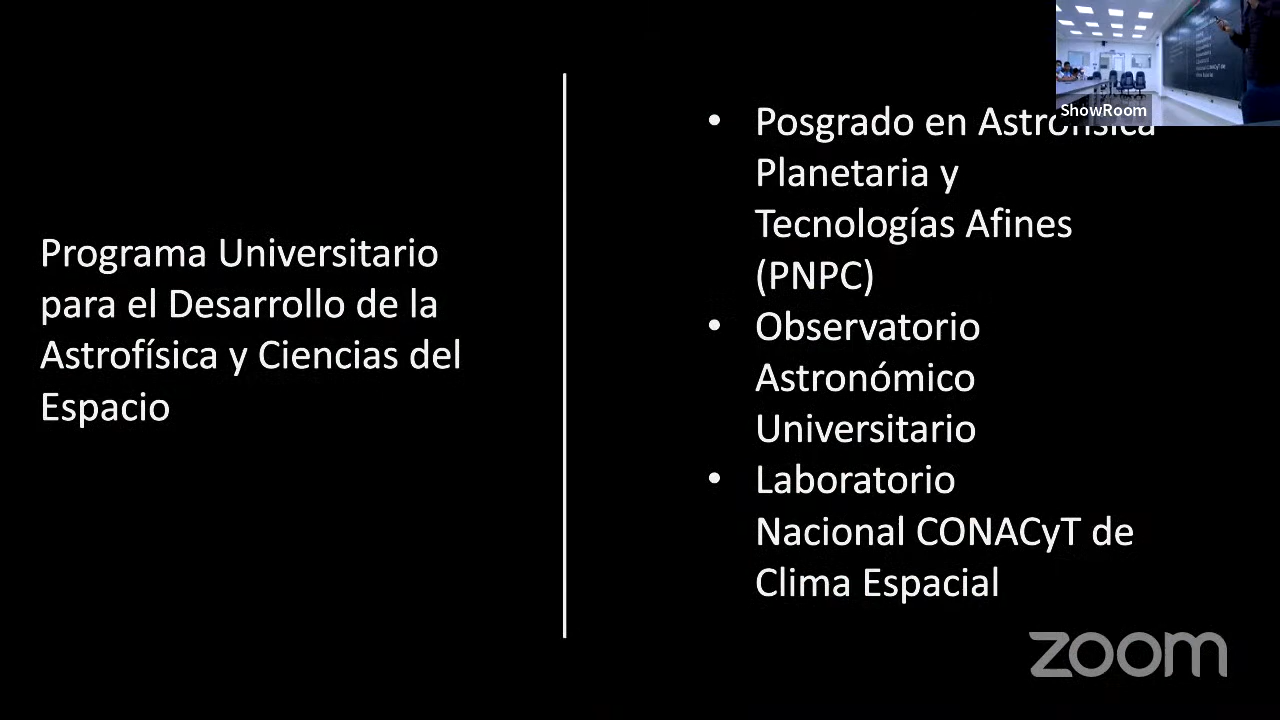 Programa Universitario
para el Desarrollo de la
Astrofísica y Ciencias del
Espacio
• Posgrado en Astrofísica
Planetaria y
Tecnologías Afines
(PNPC)
• Observatorio
Astronómico
Universitario
• Laboratorio
Nacional CONACyT de
Clima Espacial
ShowRoom
zoom